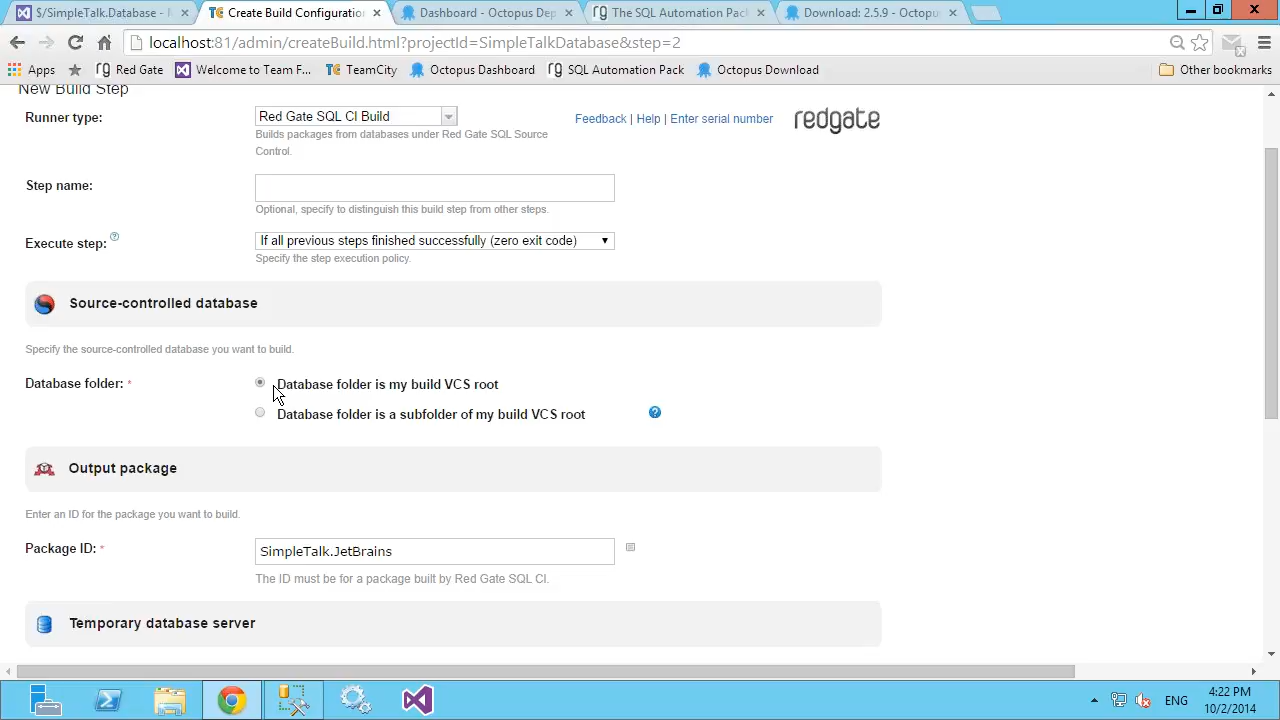 $/SimpleTalk.Database - M
Create Build Configuratio
Dashboard - Octopus Dep
The SQL Automation Pac
Download: 2.5.9 - Octopu
localhost:81/admin/createBuild.html?projectId=SimpleTalkDatabase&step=2
Apps
Red Gate
Welcome to Team F...
TeamCity
Octopus Dashboard
SQL Automation Pack
Octopus Download
Other bookmarks
New Build Step
Runner type:
Red Gate SQL CI Build
Feedback | Help | Enter serial number
redgate
Builds packages from databases under Red Gate SQL Source
Control.
Step name:
Optional, specify to distinguish this build step from other steps.
Execute step:
If all previous steps finished successfully (zero exit code)
Specify the step execution policy.
Source-controlled database
Specify the source-controlled database you want to build.
Database folder: *
Database folder is my build VCS root
Database folder is a subfolder of my build VCS root
Output package
Enter an ID for the package you want to build.
Package ID: *
SimpleTalk.JetBrains
The ID must be for a package built by Red Gate SQL CI.
Temporary database server
ENG
4:22 PM
10/2/2014